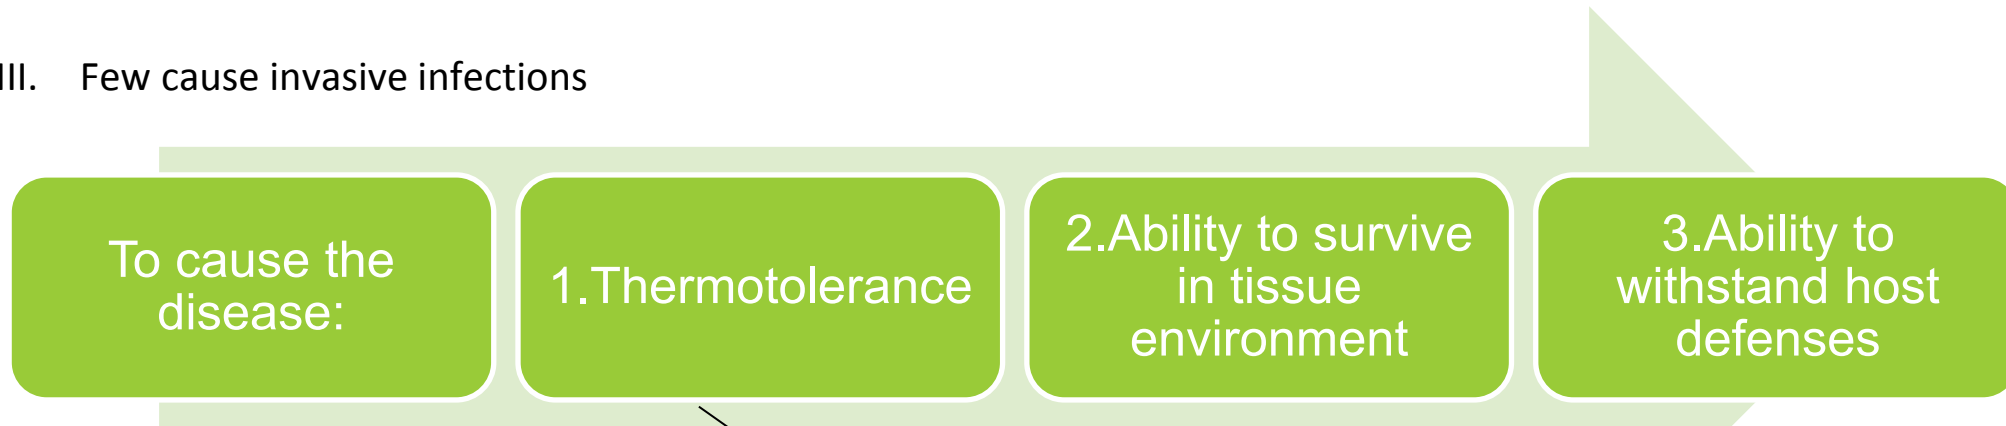 III. Few cause invasive infections
To cause the
disease:
1.Thermotolerance
2.Ability to survive
in tissue
environment
3.Ability to
withstand host
defenses